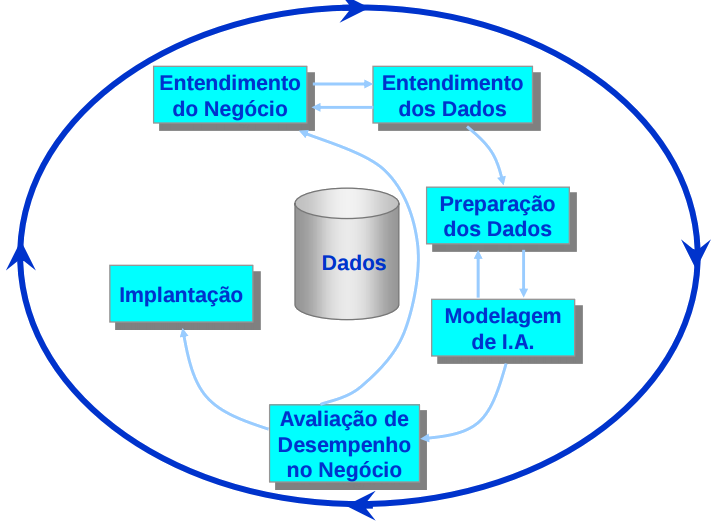 Entendimento
do Negócio
Entendimento
dos Dados
Preparação
dos Dados
Dados
Implantação
Modelagem
de I.A.
Avaliação de
Desempenho
no Negócio